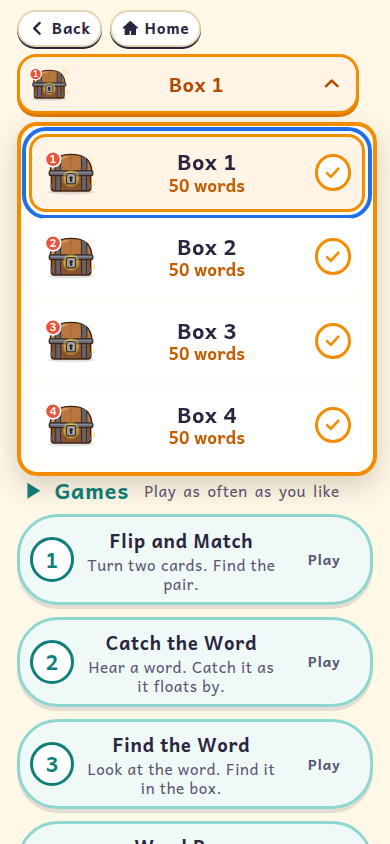 Back
Home
1
Box 1
1
Box 1
50 words
2
Box 2
50 words
3
Box 3
50 words
4
Box 4
50 words
Games Play as often as you like
1
Flip and Match
Turn two cards. Find the
pair.
Play
2
Catch the Word
Hear a word. Catch it as
it floats by.
Play
3
Find the Word
Look at the word. Find it
in the box.
Play